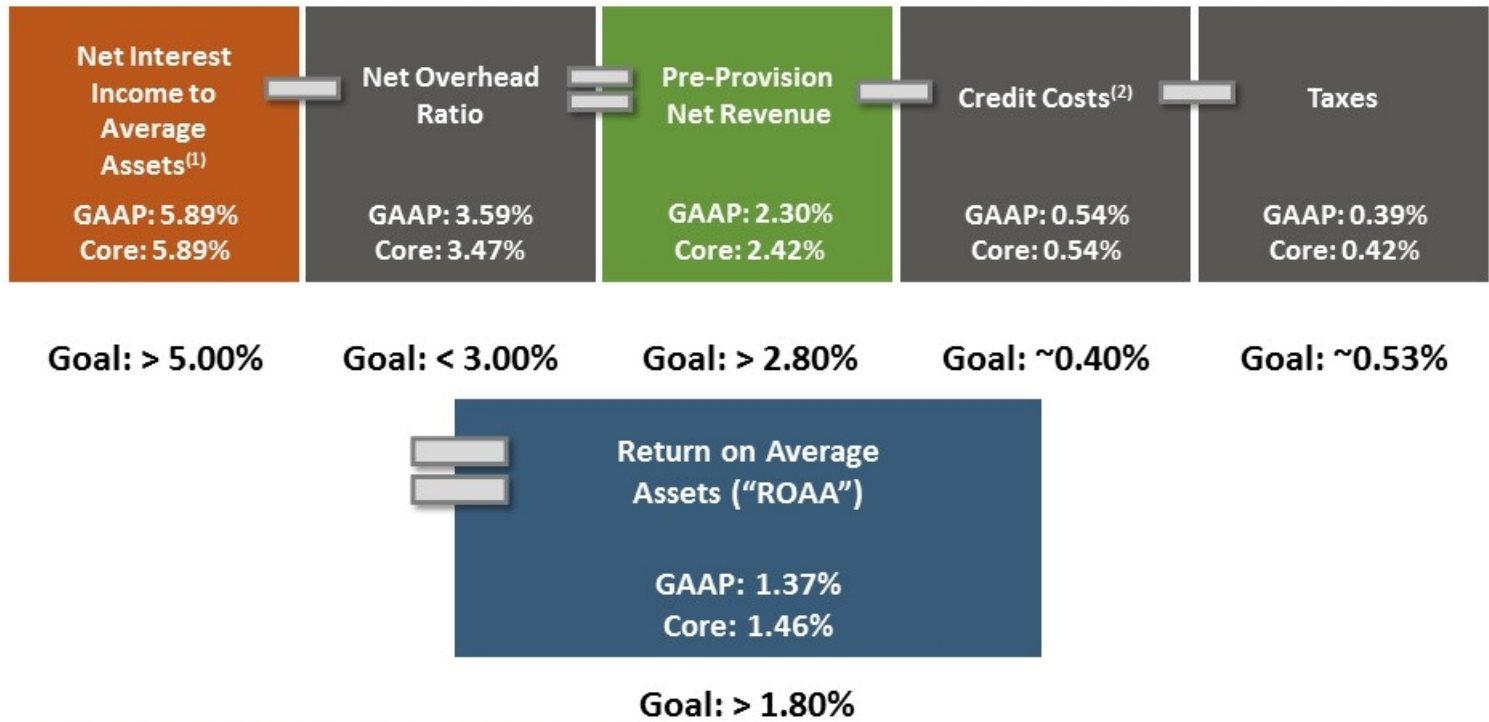 Net Interest
Income to
Average
Assets(1)
GAAP: 5.89%
Core: 5.89%
Net Overhead
Ratio
GAAP: 3.59%
Core: 3.47%
Pre-Provision
Net Revenue
GAAP: 2.30%
Core: 2.42%
Credit Costs(2)
GAAP: 0.54%
Core: 0.54%
Taxes
GAAP: 0.39%
Core: 0.42%
Goal: > 5.00%
Goal: < 3.00%
Goal: > 2.80%
Goal: ~0.40%
Goal: ~0.53%
Return on Average
Assets (“ROAA”)
GAAP: 1.37%
Core: 1.46%
Goal: > 1.80%